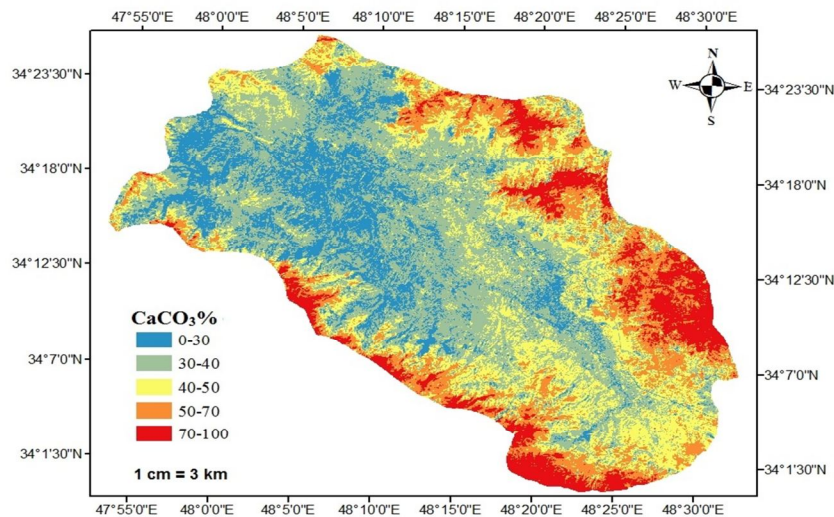 47°55'0"E 48°0'0"E 48°5'0"E 48°10'0"E 48°15'0"E 48°20'0"E 48°25'0"E 48°30'0"E
N
W E
S
34°23'30"N 34°23'30"N
34°18'0"N 34°18'0"N
34°12'30"N 34°12'30"N
34°7'0"N 34°7'0"N
34°1'30"N 34°1'30"N
CaCO₃%
0-30
30-40
40-50
50-70
70-100
1 cm = 3 km
47°55'0"E 48°0'0"E 48°5'0"E 48°10'0"E 48°15'0"E 48°20'0"E 48°25'0"E 48°30'0"E